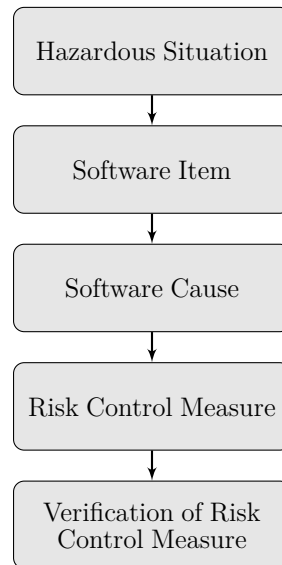 Hazardous Situation
Software Item
Software Cause
Risk Control Measure
Verification of Risk
Control Measure